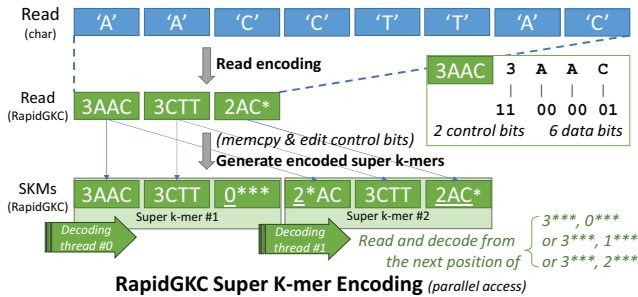 Read
(char)
'A' 'A' 'C' 'C' 'T' 'T' 'A' 'C'
Read encoding
3AAC 3 A A C
11 00 00 01
2 control bits 6 data bits
Read
(RapidGKC)
3AAC 3CTT 2AC*
(memcpy & edit control bits)
Generate encoded super k-mers
SKMs
(RapidGKC)
3AAC 3CTT 0*** 2*AC 3CTT 2AC*
Super k-mer #1 Super k-mer #2
Decoding
thread #0
Decoding
thread #1
Read and decode from
the next position of
3***, 0***
or 3***, 1***
or 3***, 2***
RapidGKC Super K-mer Encoding (parallel access)